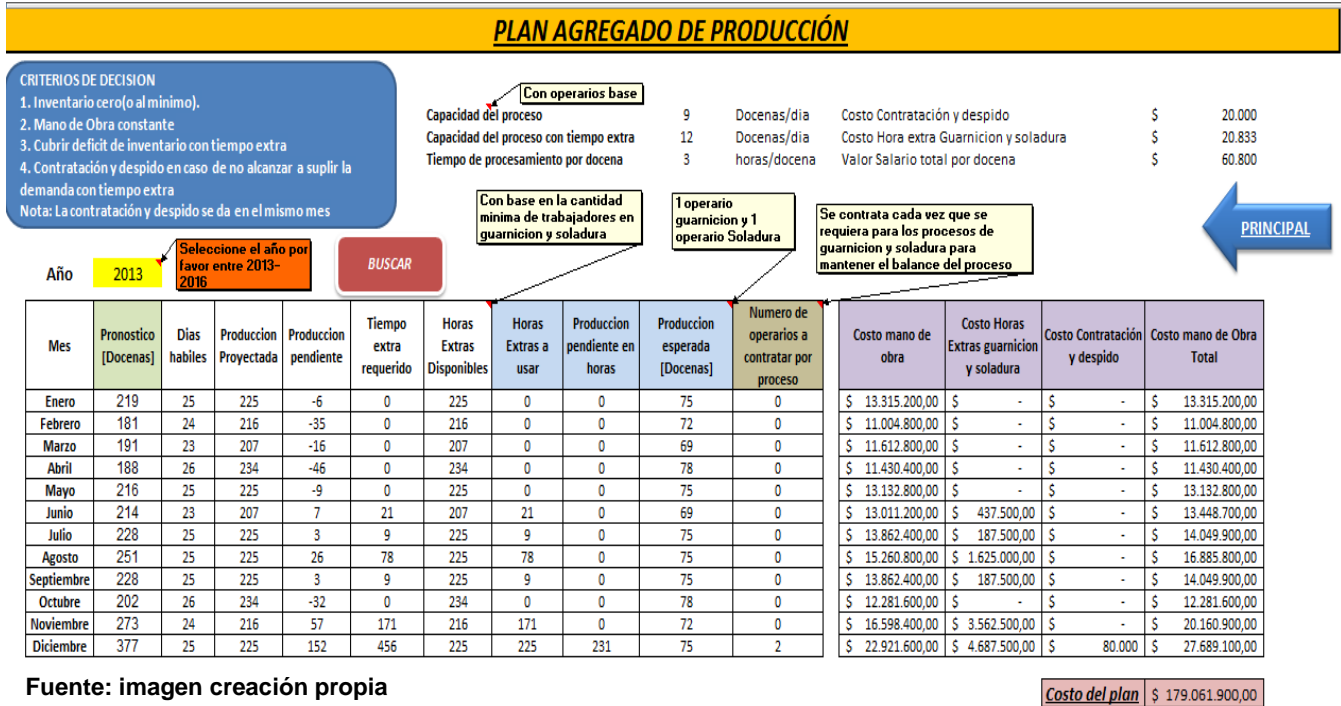 PLAN AGREGADO DE PRODUCCIÓN
CRITERIOS DE DECISION
1. Inventario cero(o al minimo).
2. Mano de Obra constante
3. Cubrir deficit de inventario con tiempo extra
4. Contratación y despido en caso de no alcanzar a suplir la
demanda con tiempo extra
Nota: La contratación y despido se da en el mismo mes
Con operarios base
Capacidad del proceso 9 Docenas/dia Costo Contratación y despido $ 20.000
Capacidad del proceso con tiempo extra 12 Docenas/dia Costo Hora extra Guarnicion y soladura $ 20.833
Tiempo de procesamiento por docena 3 horas/docena Valor Salario total por docena $ 60.800
Con base en la cantidad
minima de trabajadores en
guarnicion y soladura
1 operario
guarnicion y 1
operario Soladura
Se contrata cada vez que se
requiera para los procesos de
guarnicion y soladura para
mantener el balance del proceso
PRINCIPAL
Año 2013
Seleccione el año por
favor entre 2013-
2016
BUSCAR
Mes Pronostico [Docenas] Dias habiles Produccion Proyectada Produccion pendiente Tiempo extra requerido Horas Extras Disponibles Horas Extras a usar Produccion pendiente en horas Produccion esperada [Docenas] Numero de operarios a contratar por proceso Costo mano de obra Costo Horas Extras guarnicion y soladura Costo Contratación y despido Costo mano de Obra Total
Enero 219 25 225 -6 0 225 0 0 75 0 $ 13.315.200,00 $ - $ - $ 13.315.200,00
Febrero 181 24 216 -35 0 216 0 0 72 0 $ 11.004.800,00 $ - $ - $ 11.004.800,00
Marzo 191 23 207 -16 0 207 0 0 69 0 $ 11.612.800,00 $ - $ - $ 11.612.800,00
Abril 188 26 234 -46 0 234 0 0 78 0 $ 11.430.400,00 $ - $ - $ 11.430.400,00
Mayo 216 25 225 -9 0 225 0 0 75 0 $ 13.132.800,00 $ - $ - $ 13.132.800,00
Junio 214 23 207 7 21 207 21 0 69 0 $ 13.011.200,00 $ 437.500,00 $ - $ 13.448.700,00
Julio 228 25 225 3 9 225 9 0 75 0 $ 13.862.400,00 $ 187.500,00 $ - $ 14.049.900,00
Agosto 251 25 225 26 78 225 78 0 75 0 $ 15.260.800,00 $ 1.625.000,00 $ - $ 16.885.800,00
Septiembre 228 25 225 3 9 225 9 0 75 0 $ 13.862.400,00 $ 187.500,00 $ - $ 14.049.900,00
Octubre 202 26 234 -32 0 234 0 0 78 0 $ 12.281.600,00 $ - $ - $ 12.281.600,00
Noviembre 273 24 216 57 171 216 171 0 72 0 $ 16.598.400,00 $ 3.562.500,00 $ - $ 20.160.900,00
Diciembre 377 25 225 152 456 225 225 231 75 2 $ 22.921.600,00 $ 4.687.500,00 $ 80.000 $ 27.689.100,00
Fuente: imagen creación propia
Costo del plan $ 179.061.900,00